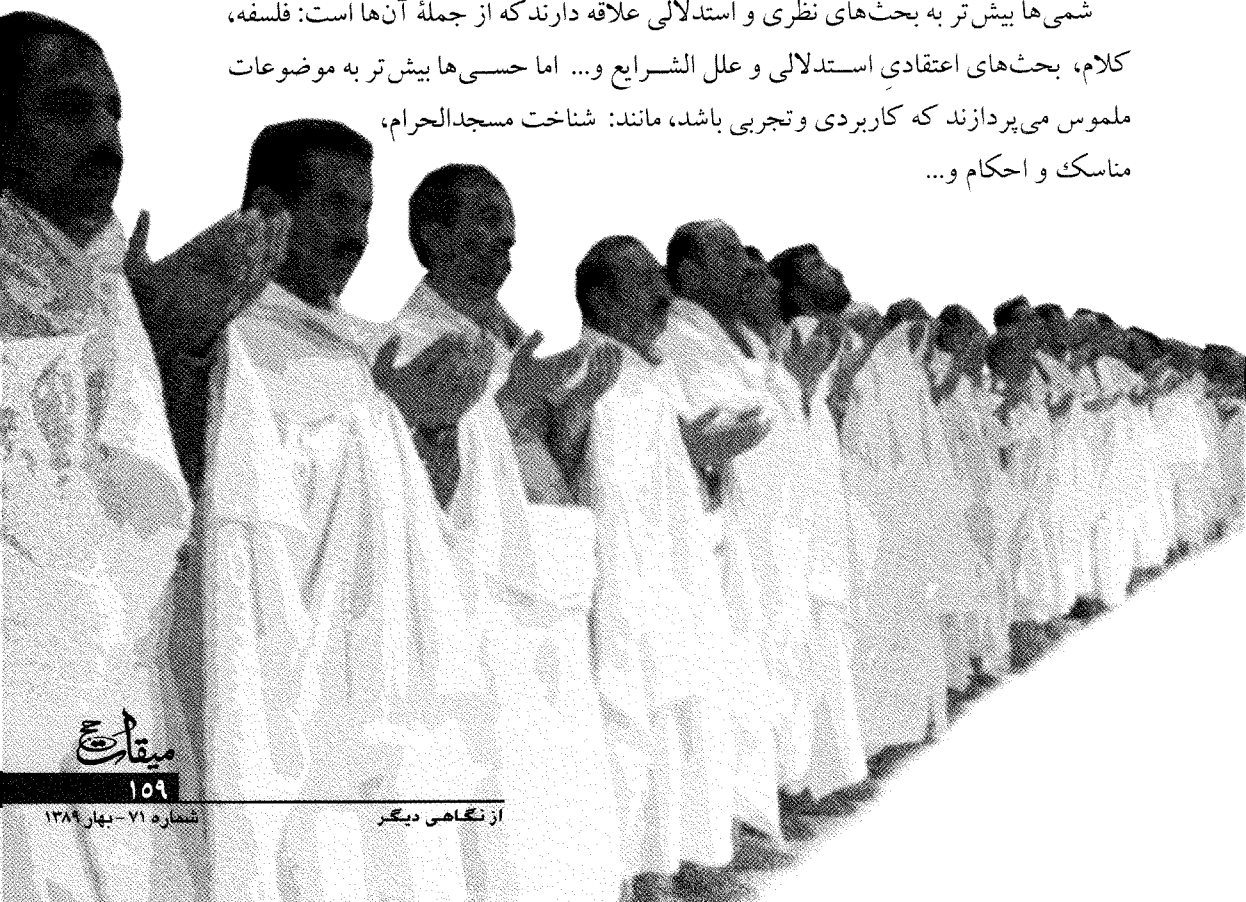 شمی‌ها بیش‌تر به بحث‌های نظری و استدلالی علاقه دارند که از جملهٔ آن‌ها است: فلسفه،
کلام، بحث‌های اعتقادیِ استدلالی و علل الشرایع و... اما حسی‌ها بیش‌تر به موضوعات
ملموس می‌پردازند که کاربردی و تجربی باشد، مانند: شناخت مسجدالحرام،
مناسک و احکام و...
میقات حج
۱۵۹
شماره ۷۱ - بهار ۱۳۸۹
از نگاهی دیگر